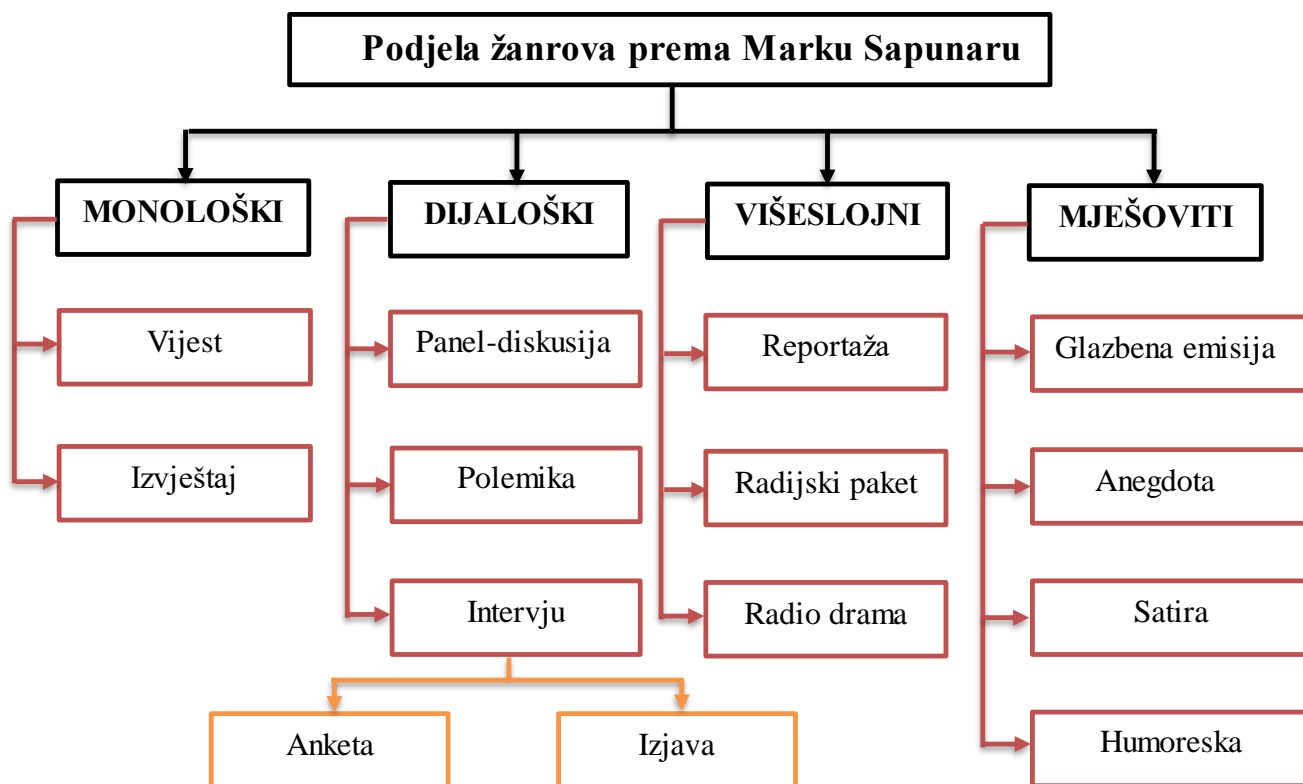 Podjela žanrova prema Marku Sapunaru
MONOLOŠKI
Vijest
Izvještaj
DIJALOŠKI
Panel-diskusija
Polemika
Intervju
Anketa
Izjava
VIŠESLOJNI
Reportaža
Radijski paket
Radio drama
MJEŠOVITI
Glazbena emisija
Anegdota
Satira
Humoreska